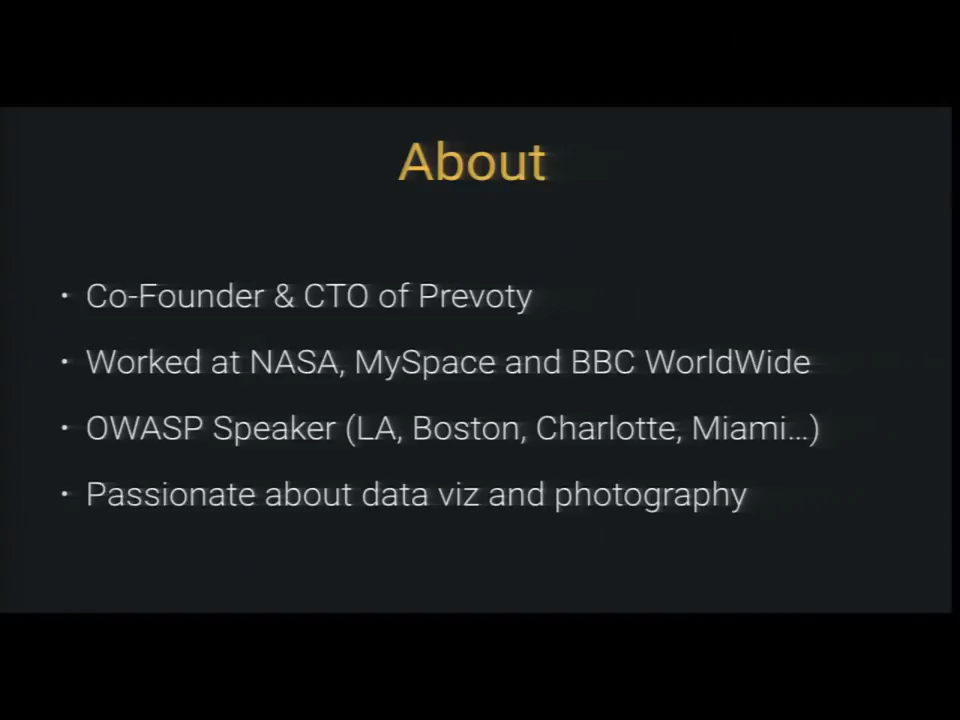 About
• Co-Founder & CTO of Prevoty
• Worked at NASA, MySpace and BBC WorldWide
• OWASP Speaker (LA, Boston, Charlotte, Miami...)
• Passionate about data viz and photography